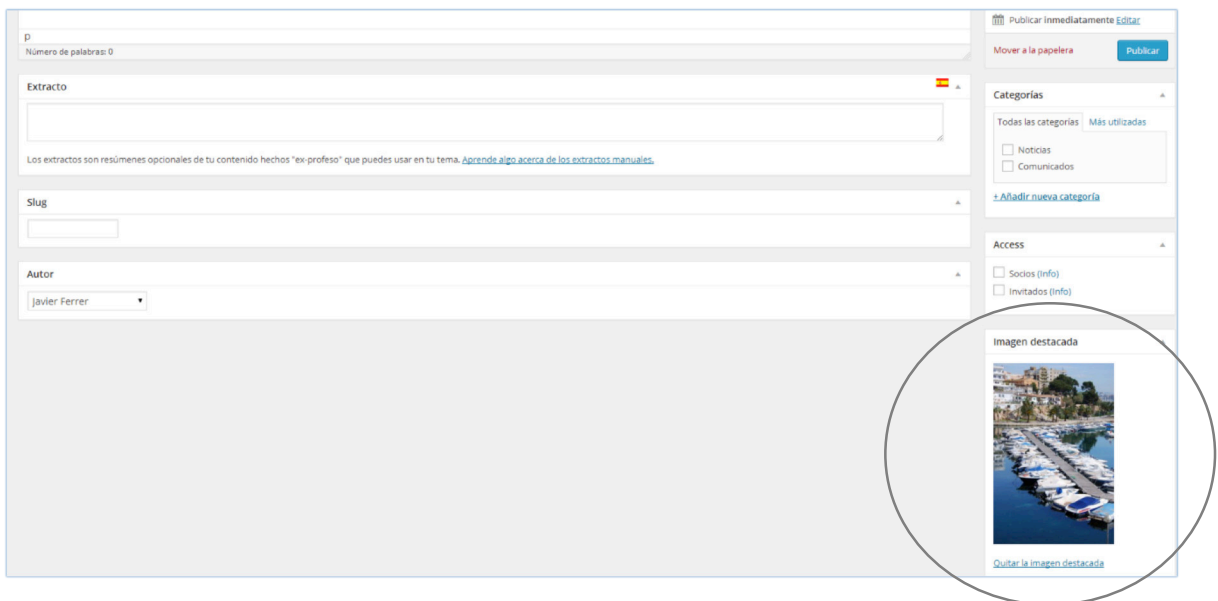 p
Número de palabras: 0
Extracto
Los extractos son resúmenes opcionales de tu contenido hechos "ex-profeso" que puedes usar en tu tema. Aprende algo acerca de los extractos manuales.
Slug
Autor
Javier Ferrer
Publicar inmediatamente Editar
Mover a la papelera Publicar
Categorías
Todas las categorías Más utilizadas
Noticias
Comunicados
+ Añadir nueva categoría
Access
Socios (Info)
Invitados (Info)
Imagen destacada
Quitar la imagen destacada